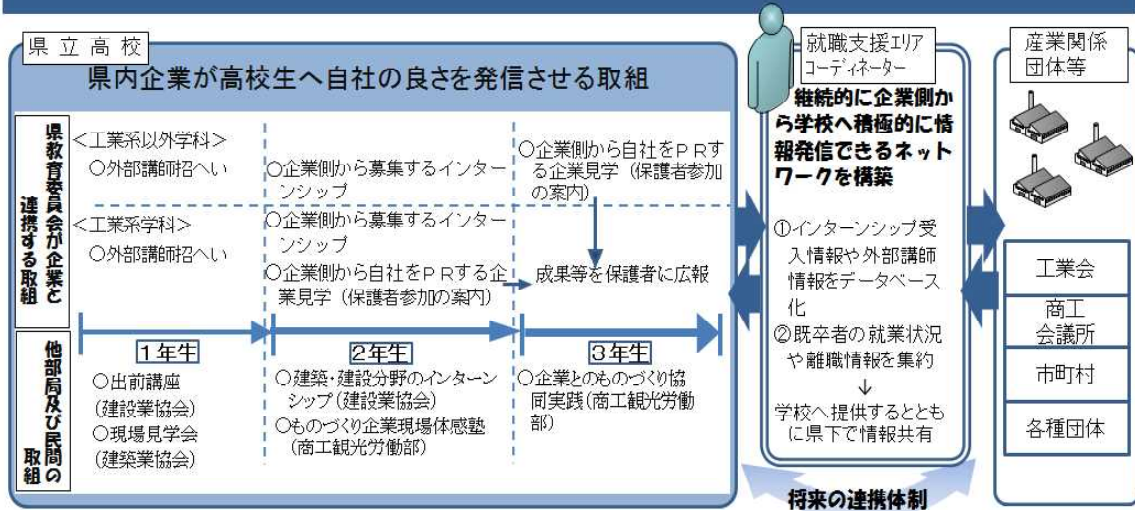 県立高校
県内企業が高校生へ自社の良さを発信させる取組
県教育委員会が企業と
連携する取組
＜工業系以外学科＞
○外部講師招へい
○企業側から募集するインター
ンシップ
○企業側から自社をＰＲす
る企業見学（保護者参加
の案内）
＜工業系学科＞
○外部講師招へい
○企業側から募集するインター
ンシップ
○企業側から自社をＰＲする企
業見学（保護者参加の案内）
成果等を保護者に広報
１年生
２年生
３年生
他部局及び民間の
取組
○出前講座
（建設業協会）
○現場見学会
（建築業協会）
○建築・建設分野のインターン
シップ（建設業協会）
○ものづくり企業現場体感塾
（商工観光労働部）
○企業とのものづくり協
同実践（商工観光労働
部）
就職支援エリア
コーディネーター
継続的に企業側か
ら学校へ積極的に情
報発信できるネット
ワークを構築
①インターンシップ受
入情報や外部講師
情報をデータベース
化
②既卒者の就業状況
や離職情報を集約
↓
学校へ提供するととも
に県下で情報共有
将来の連携体制
産業関係
団体等
工業会
商工
会議所
市町村
各種団体